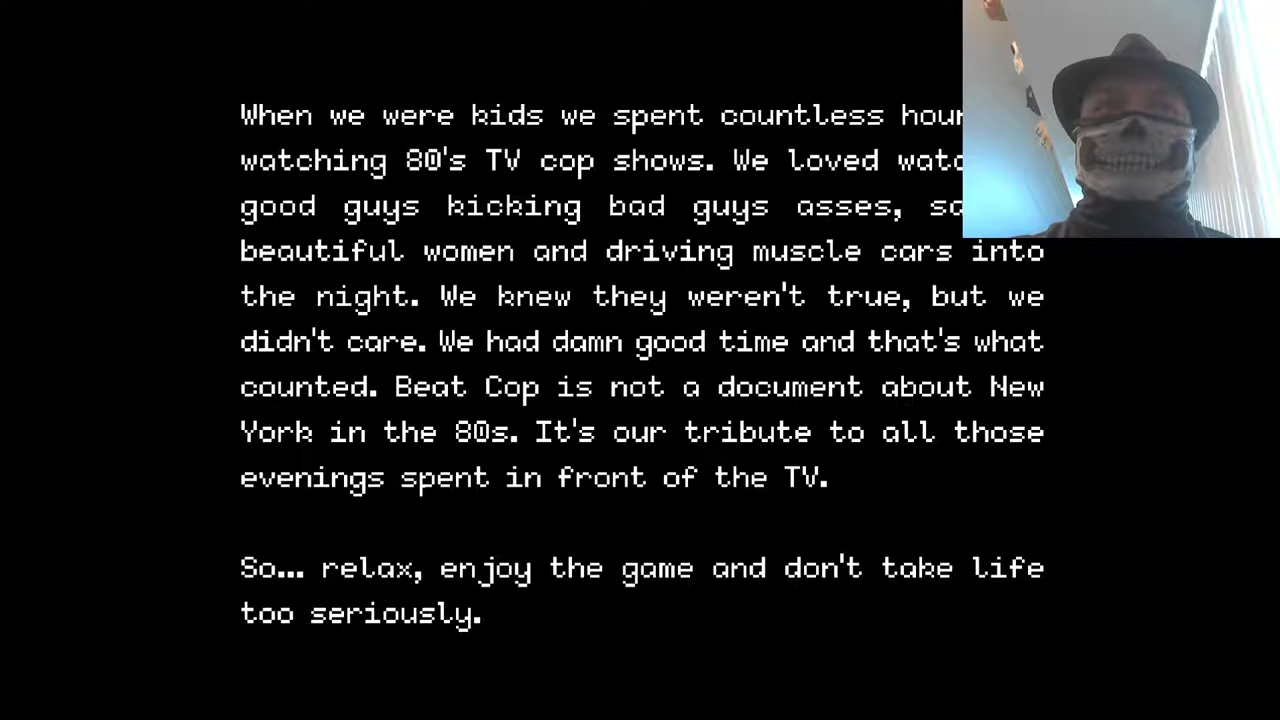 When we were kids we spent countless
watching 80's TV cop shows. We loved
good guys kicking bad guys asses,
beautiful women and driving muscle cars into
the night. We knew they weren't true, but we
didn't care. We had damn good time and that's what
counted. Beat Cop is not a document about New
York in the 80s. It's our tribute to all those
evenings spent in front of the TV.
So... relax, enjoy the game and don't take life
too seriously.